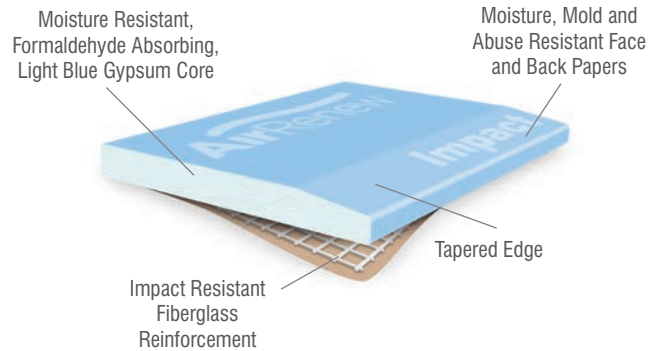 Moisture Resistant,
Formaldehyde Absorbing,
Light Blue Gypsum Core
Moisture, Mold and
Abuse Resistant Face
and Back Papers
AirRenew
Impact
Tapered Edge
Impact Resistant
Fiberglass
Reinforcement